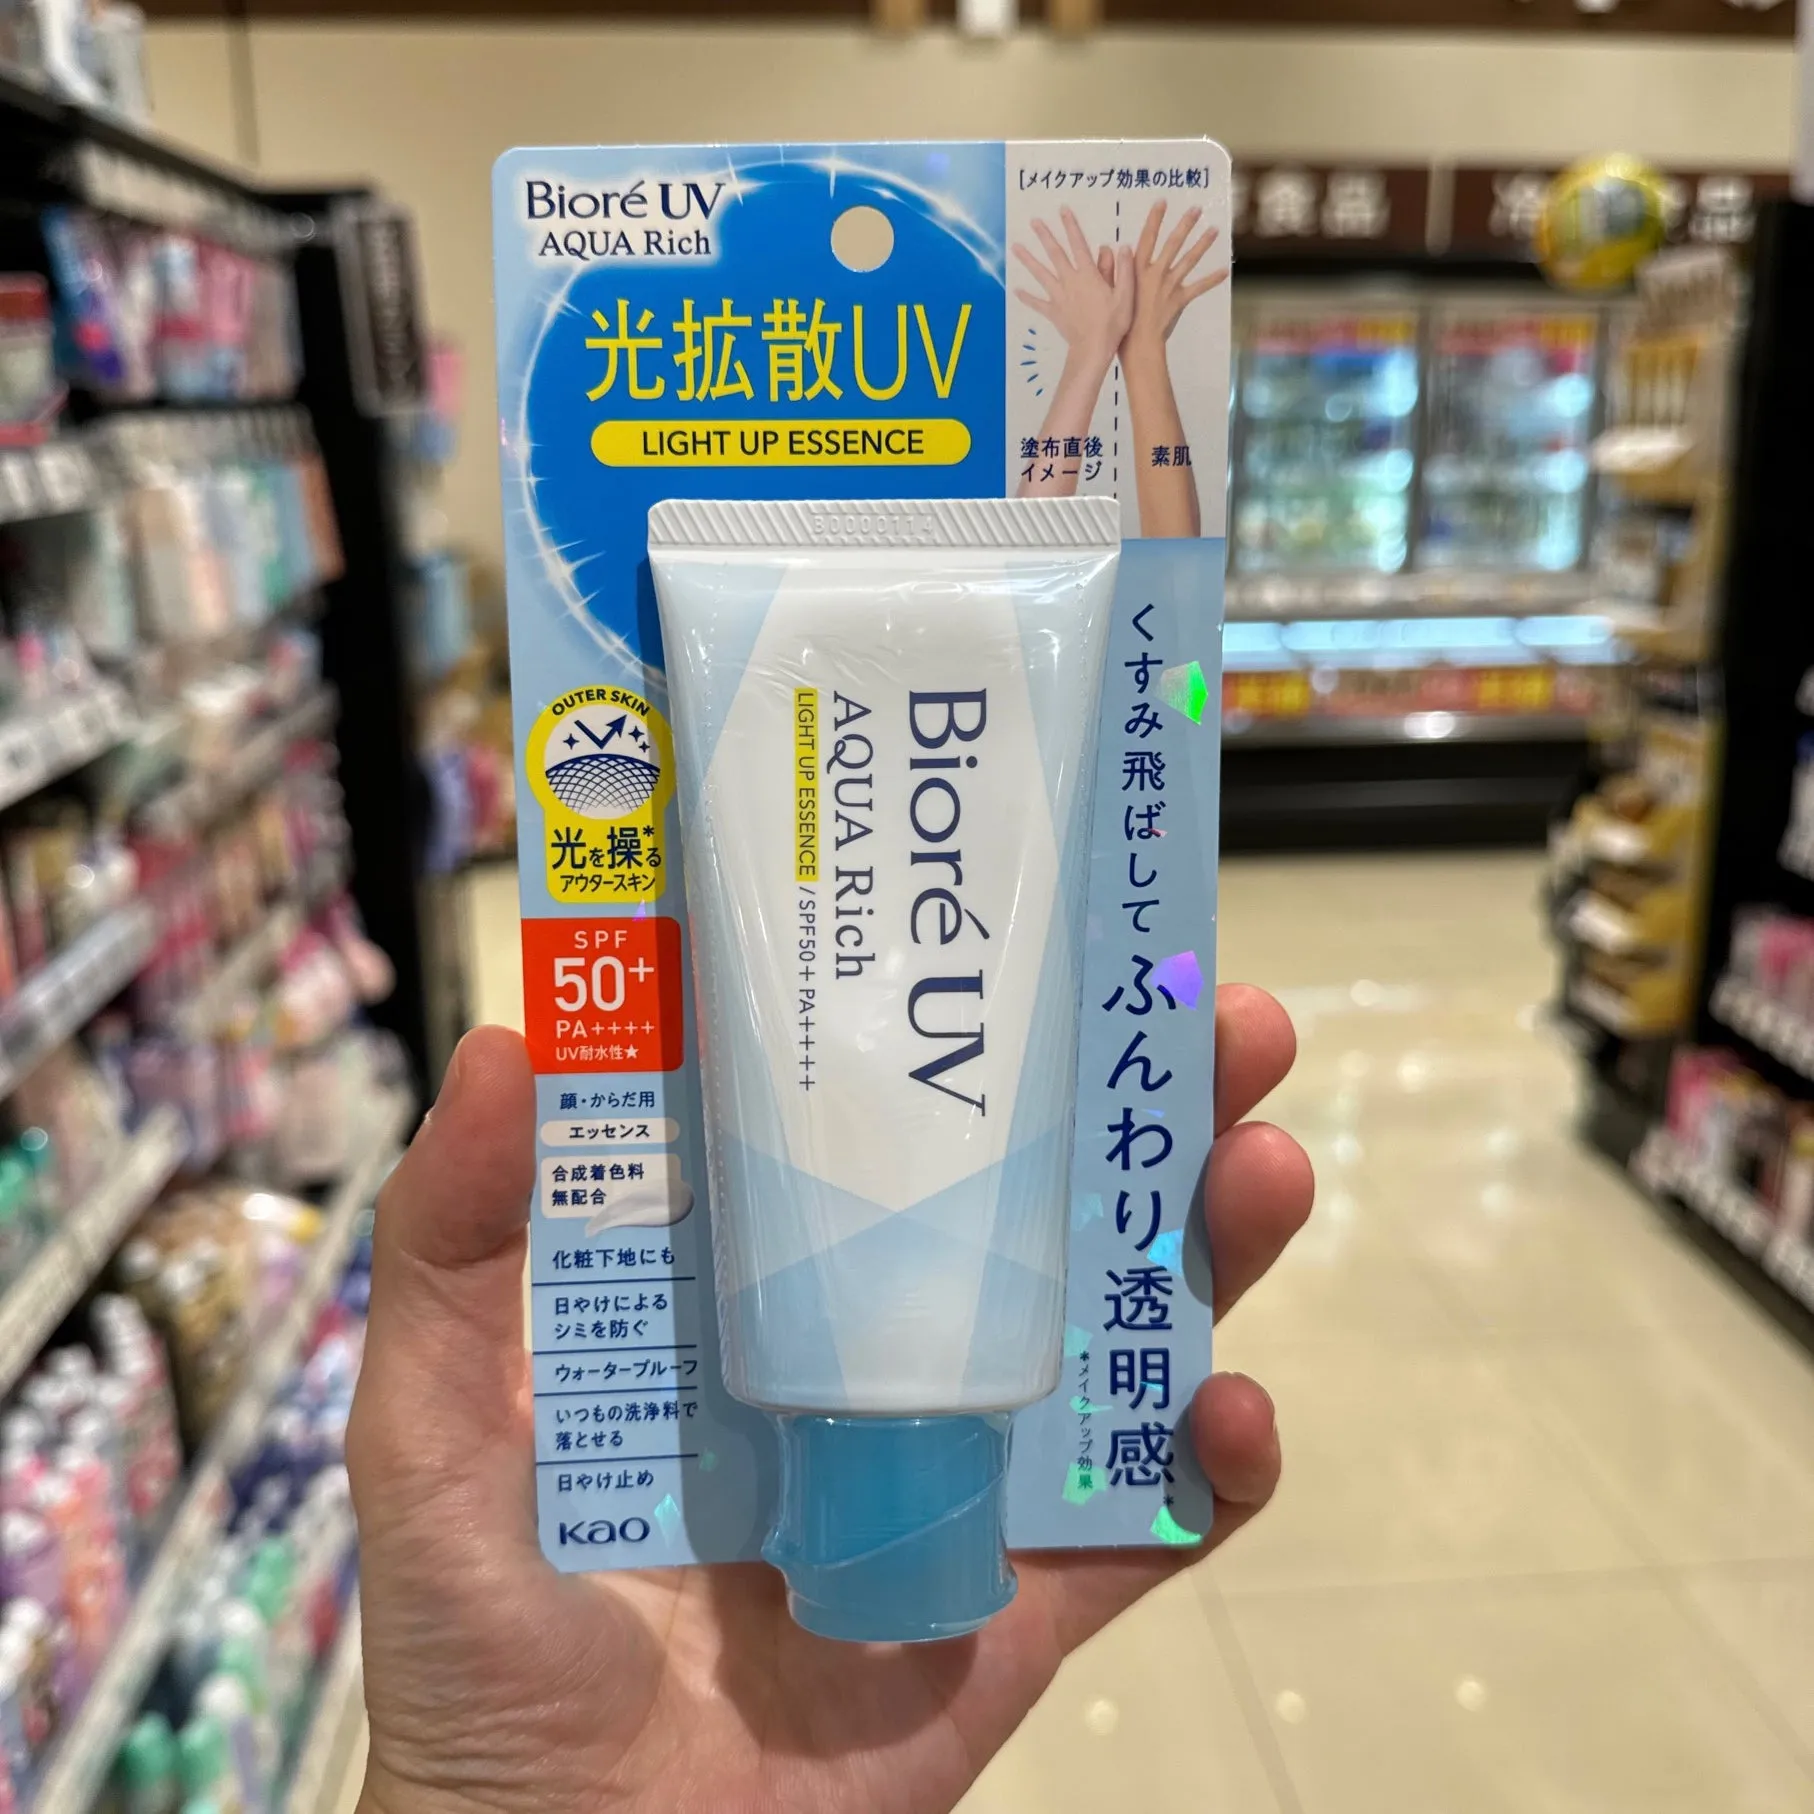 Bioré UV
AQUA Rich
光拡散UV
LIGHT UP ESSENCE
[メイクアップ効果の比較]
塗布直後
イメージ
素肌
B0000114
OUTER SKIN
光を操る*
アウタースキン
SPF
50+
PA++++
UV耐水性★
顔・からだ用
エッセンス
合成着色料
無配合
化粧下地にも
日やけによる
シミを防ぐ
ウォータープルーフ
いつもの洗浄料で
落とせる
日やけ止め
Kao
Bioré UV
AQUA Rich
LIGHT UP ESSENCE / SPF50+ PA++++
くすみ飛ばしてふんわり透明感*
*メイクアップ効果
食品